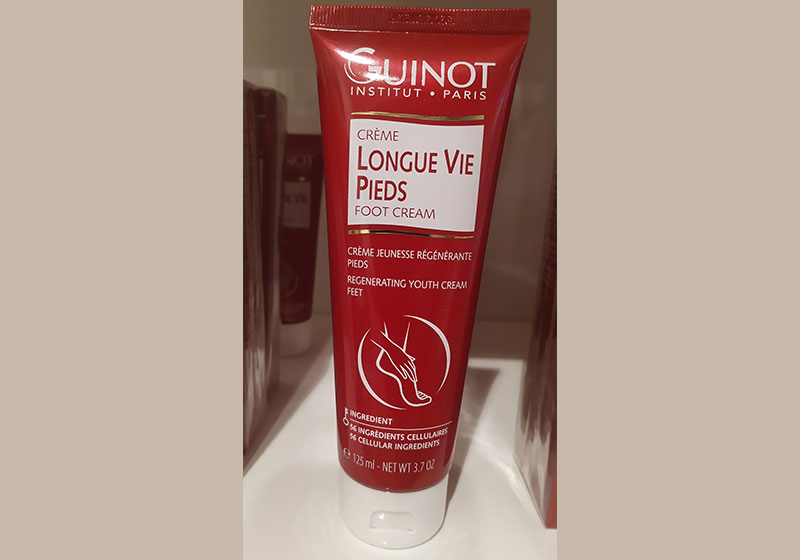 GUINOT
INSTITUT • PARIS
CRÈME
LONGUE VIE
PIEDS
FOOT CREAM
CRÈME JEUNESSE RÉGÉNÉRANTE
PIEDS
REGENERATING YOUTH CREAM
FEET
INGREDIENT
56 INGRÉDIENTS CELLULAIRES
56 CELLULAR INGREDIENTS
℮ 125 ml - NET WT 3.7 OZ